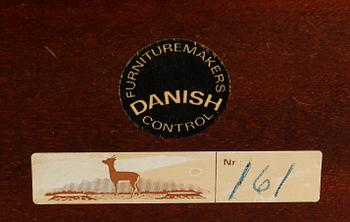 FURNITUREMAKERS
DANISH
CONTROL
Nr. 161